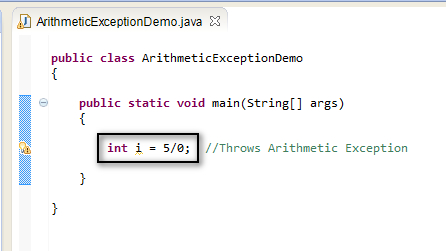 ArithmeticExceptionDemo.java
public class ArithmeticExceptionDemo
{
public static void main(String[] args)
{
int i = 5/0; //Throws Arithmetic Exception
}
}